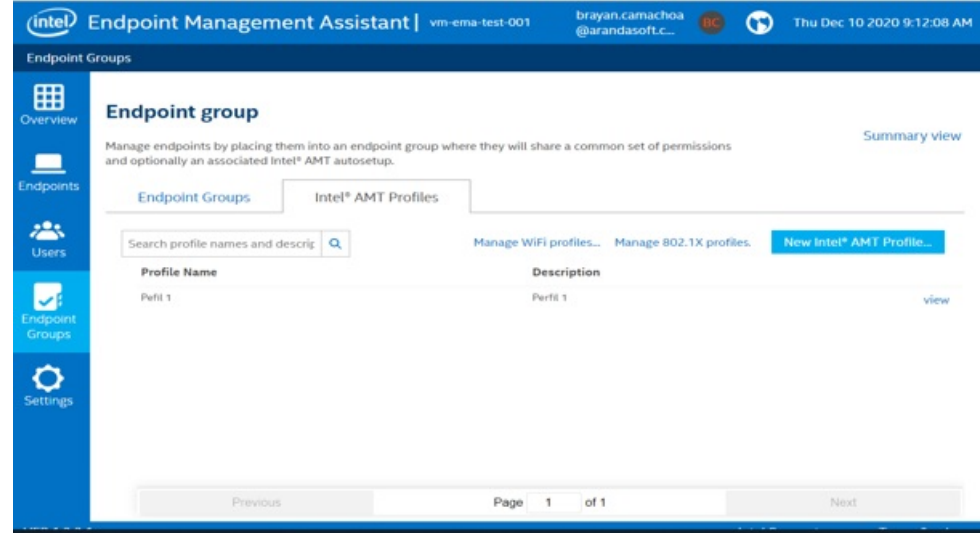 intel Endpoint Management Assistant | vm-ema-test-001 brayan.camachoa @arandasoft.c... BC Thu Dec 10 2020 9:12:08 AM
Endpoint Groups
Overview
Endpoints
Users
Endpoint Groups
Settings
Endpoint group
Summary view
Manage endpoints by placing them into an endpoint group where they will share a common set of permissions
and optionally an associated Intel® AMT autosetup.
Endpoint Groups Intel® AMT Profiles
Search profile names and descrip Manage WiFi profiles... Manage 802.1X profiles. New Intel® AMT Profile...
Profile Name Description
Pefil 1 Perfil 1 view
Previous Page 1 of 1 Next